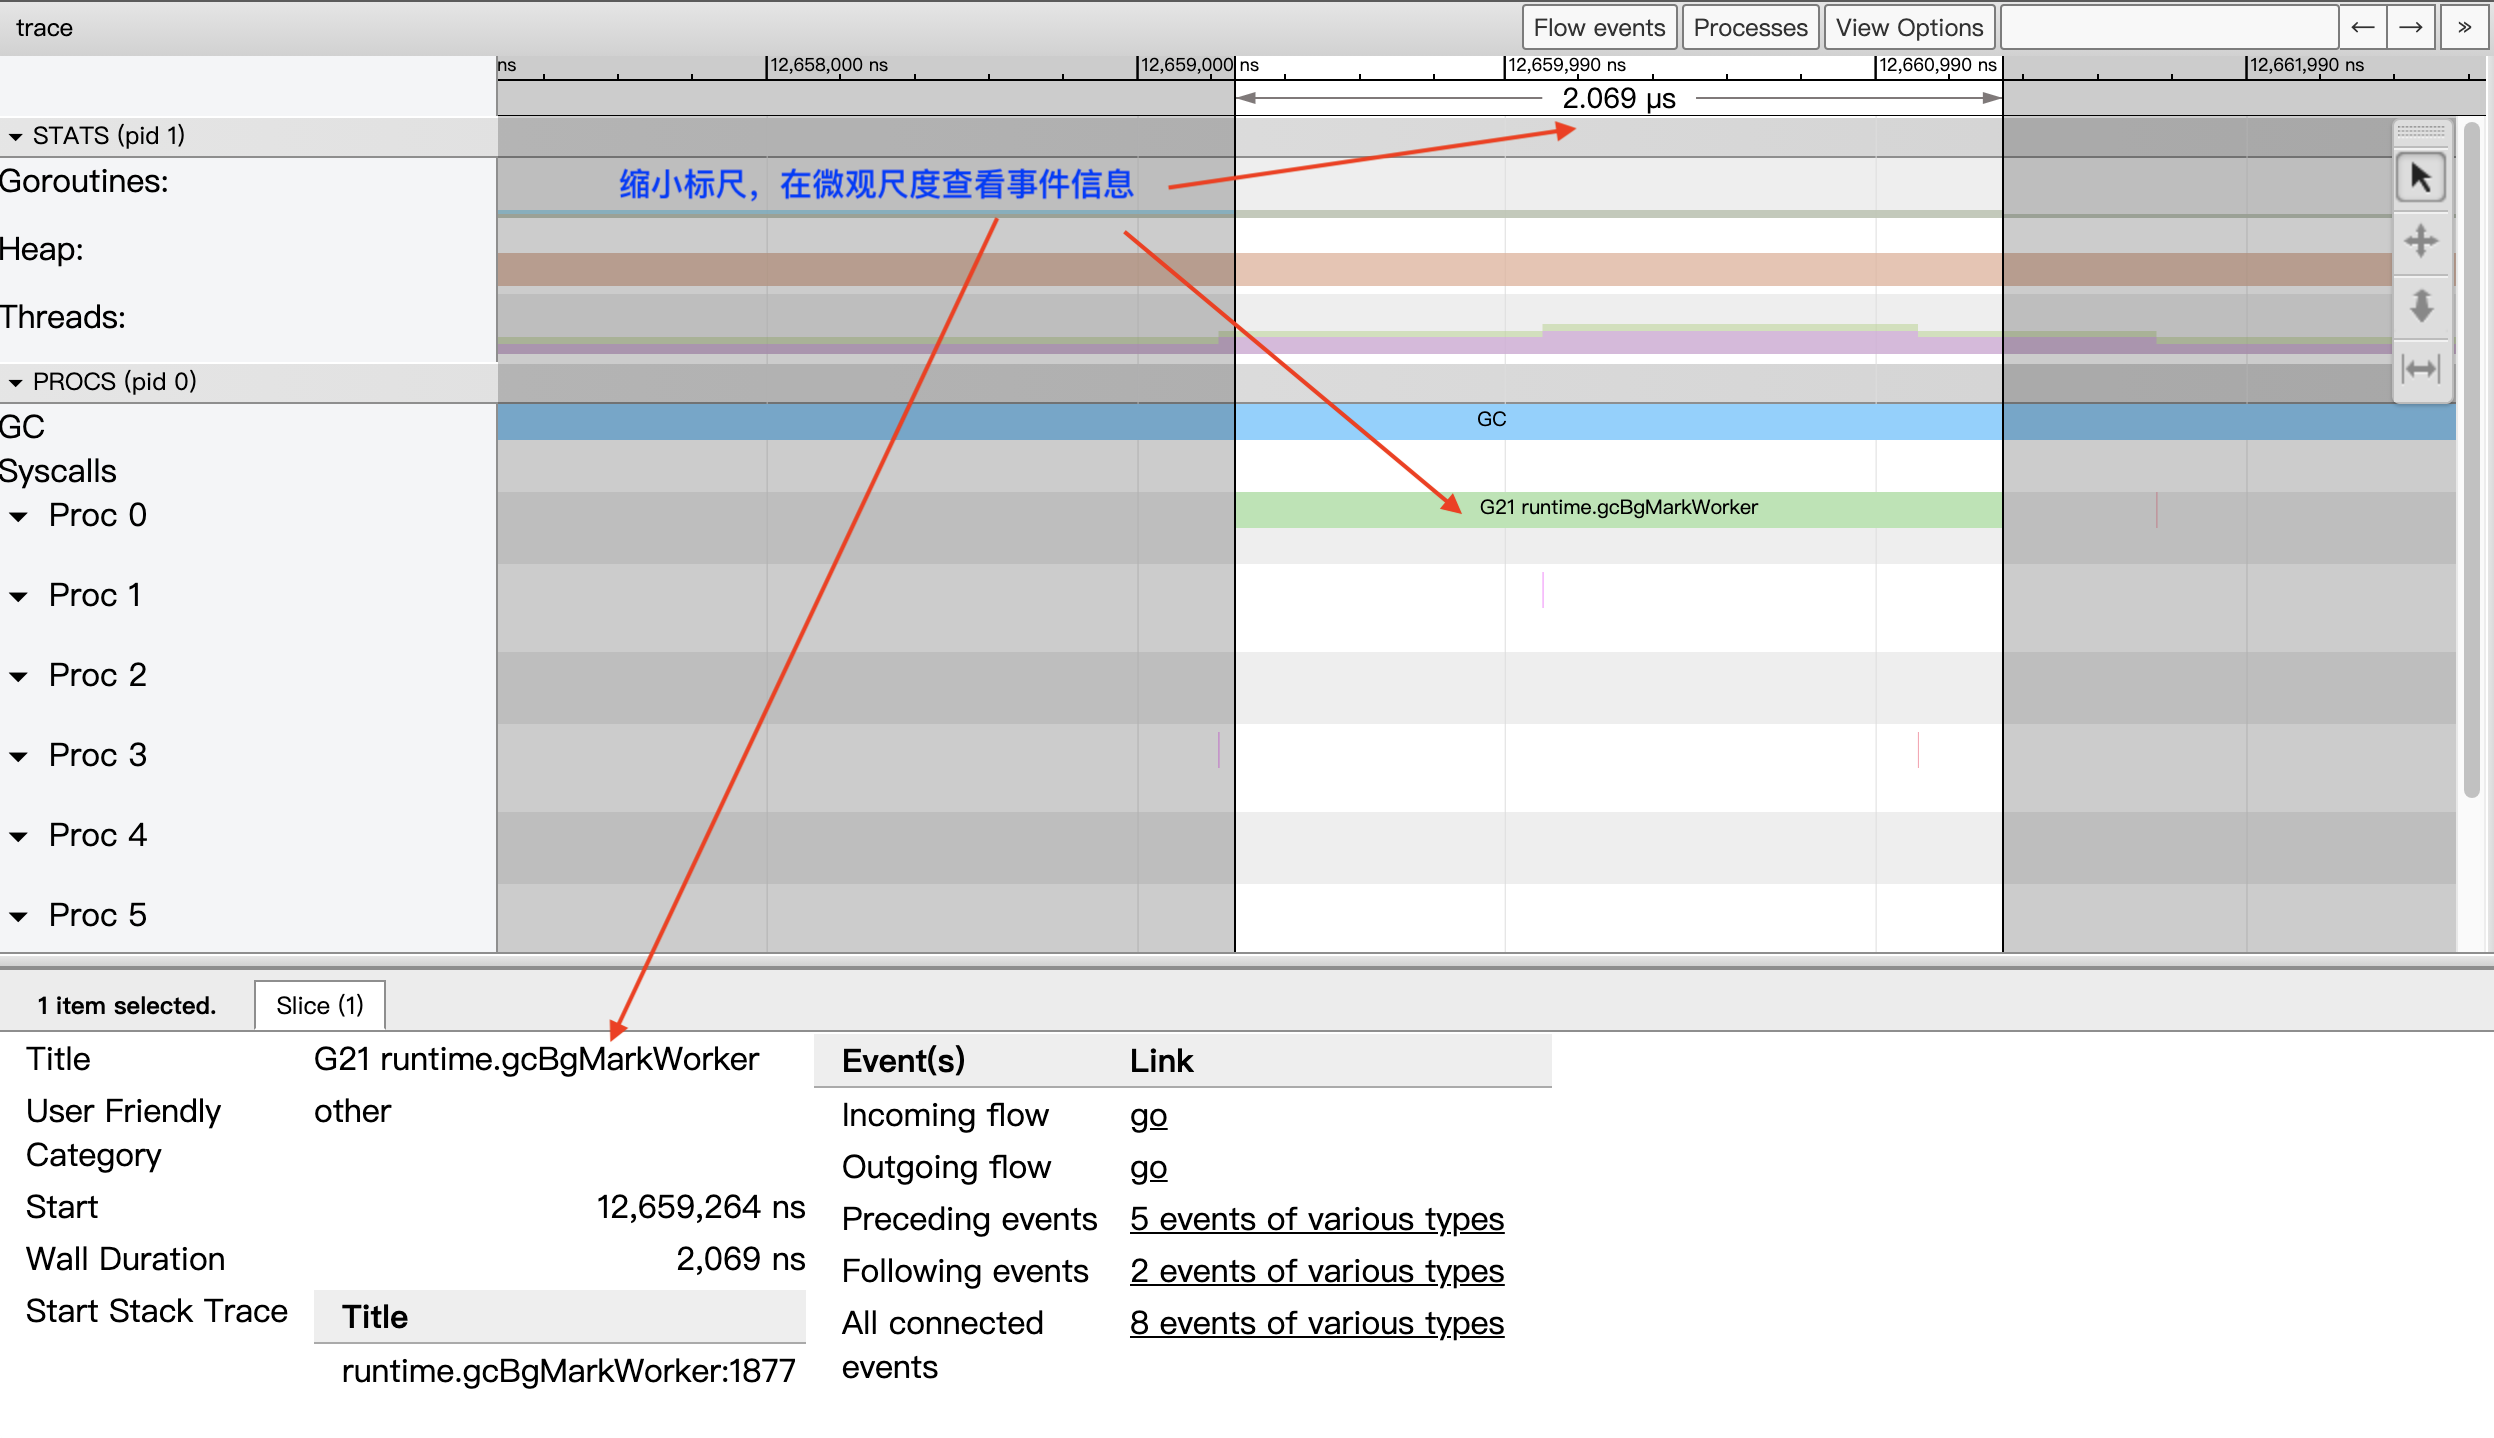 trace
Flow events Processes View Options ← → »
ns 12,658,000 ns 12,659,000 ns 12,659,990 ns 12,660,990 ns 12,661,990 ns
2.069 µs
STATS (pid 1)
Goroutines:
缩小标尺，在微观尺度查看事件信息
Heap:
Threads:
PROCS (pid 0)
GC GC
Syscalls
Proc 0 G21 runtime.gcBgMarkWorker
Proc 1
Proc 2
Proc 3
Proc 4
Proc 5
1 item selected. Slice (1)
Title G21 runtime.gcBgMarkWorker
User Friendly Category other
Start 12,659,264 ns
Wall Duration 2,069 ns
Start Stack Trace Title
runtime.gcBgMarkWorker:1877
Event(s) Link
Incoming flow go
Outgoing flow go
Preceding events 5 events of various types
Following events 2 events of various types
All connected events 8 events of various types